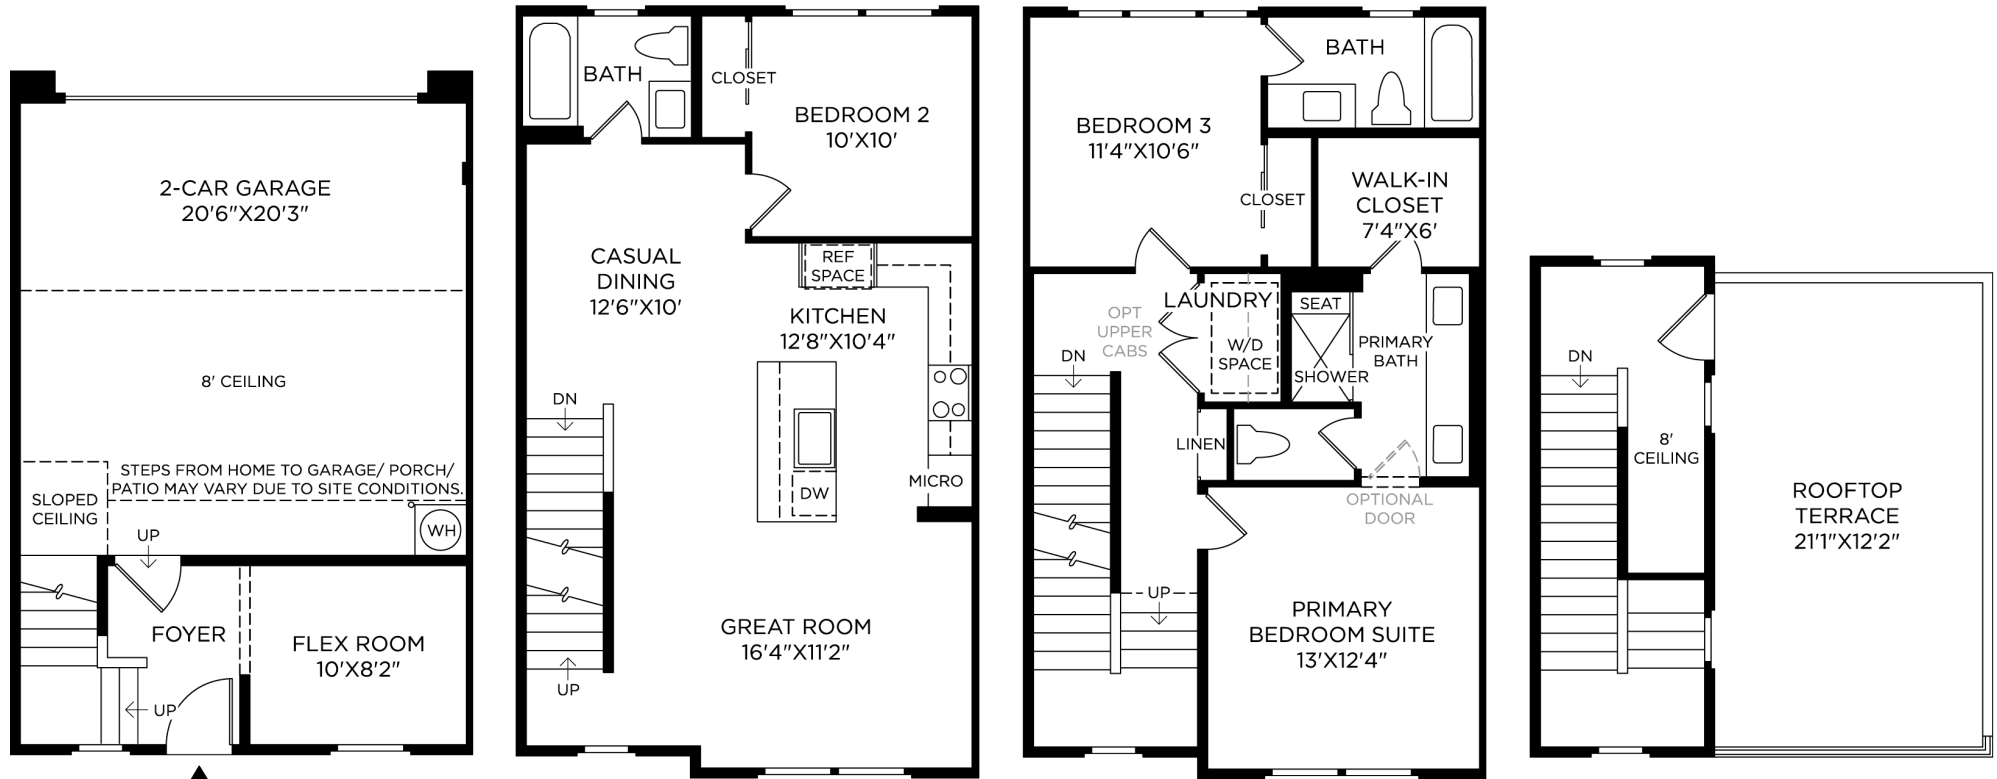 2-CAR GARAGE
20'6"X20'3"
8' CEILING
STEPS FROM HOME TO GARAGE/ PORCH/
PATIO MAY VARY DUE TO SITE CONDITIONS.
SLOPED
CEILING
UP
WH
FOYER
FLEX ROOM
10'X8'2"
UP
BATH
CLOSET
BEDROOM 2
10'X10'
CASUAL
DINING
12'6"X10'
REF
SPACE
KITCHEN
12'8"X10'4"
DN
DW
MICRO
GREAT ROOM
16'4"X11'2"
UP
BEDROOM 3
11'4"X10'6"
BATH
CLOSET
WALK-IN
CLOSET
7'4"X6'
LAUNDRY
OPT
UPPER
CABS
W/D
SPACE
SEAT
SHOWER
PRIMARY
BATH
DN
LINEN
OPTIONAL
DOOR
UP
PRIMARY
BEDROOM SUITE
13'X12'4"
DN
8'
CEILING
ROOFTOP
TERRACE
21'1"X12'2"